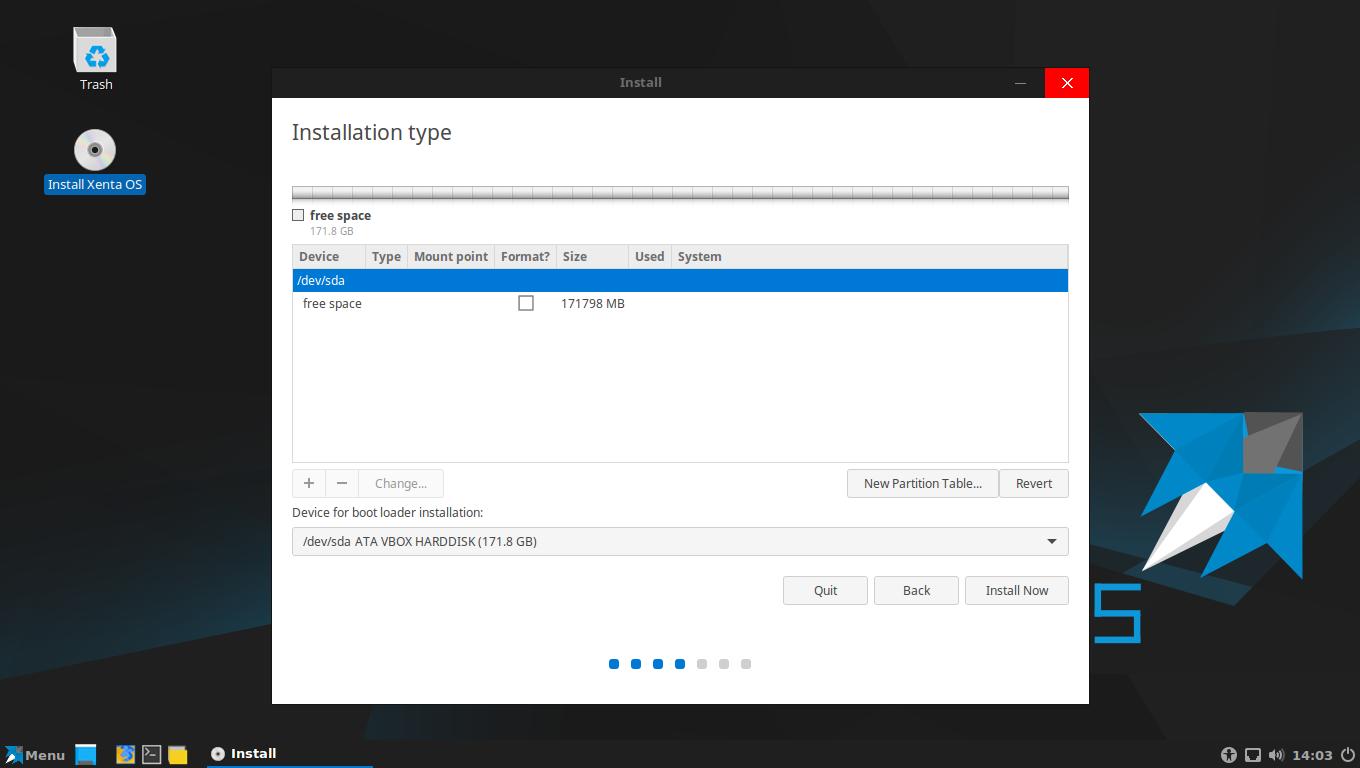 Trash
Install Xenta OS
Install
Installation type
free space
171.8 GB
Device Type Mount point Format? Size Used System
/dev/sda
free space 171798 MB
+ − Change... New Partition Table... Revert
Device for boot loader installation:
/dev/sda ATA VBOX HARDDISK (171.8 GB)
Quit Back Install Now
S
Menu Install 14:03